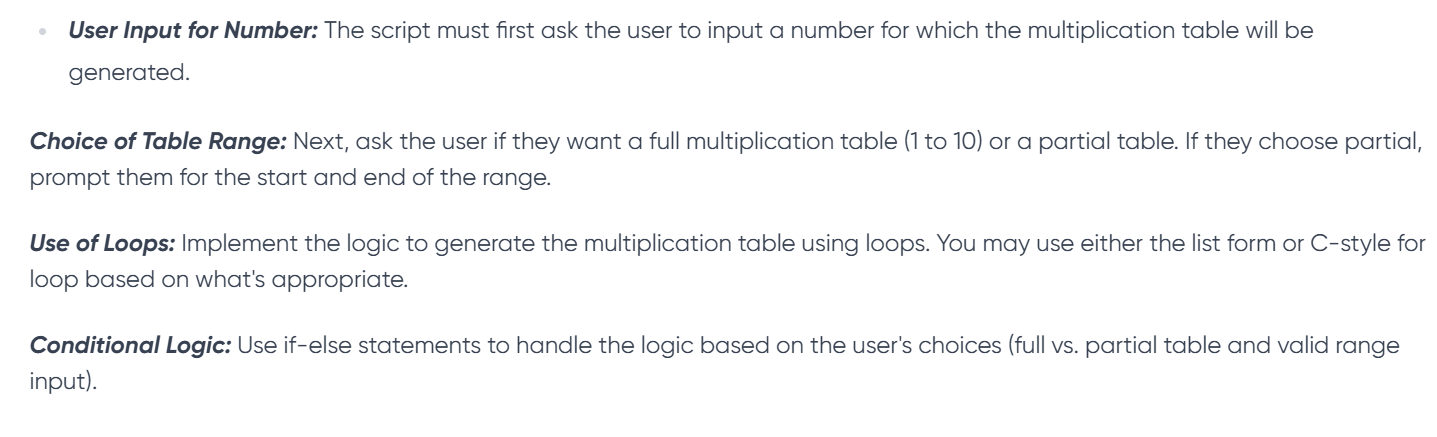 User Input for Number: The script must first ask the user to input a number for which the multiplication table will be
generated.
Choice of Table Range: Next, ask the user if they want a full multiplication table (1 to 10) or a partial table. If they choose partial,
prompt them for the start and end of the range.
Use of Loops: Implement the logic to generate the multiplication table using loops. You may use either the list form or C-style for
loop based on what's appropriate.
Conditional Logic: Use if-else statements to handle the logic based on the user's choices (full vs. partial table and valid range
input).